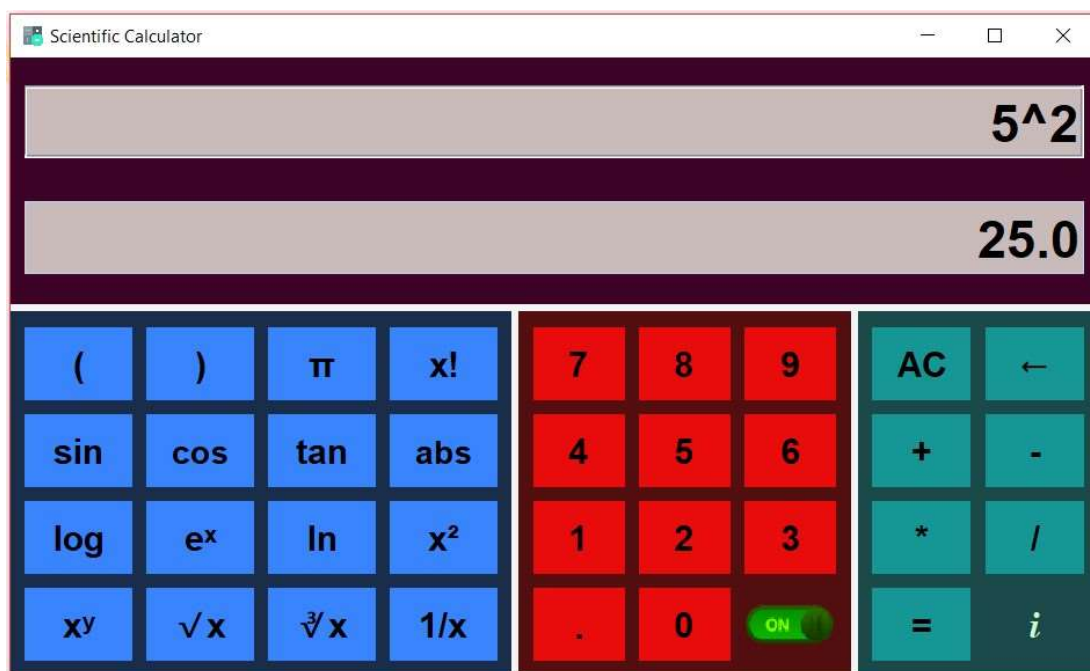 Scientific Calculator
5^2
25.0
( ) π x! 7 8 9 AC ←
sin cos tan abs 4 5 6 + -
log eˣ ln x² 1 2 3 * /
xʸ √x ∛x 1/x . 0 ON = i